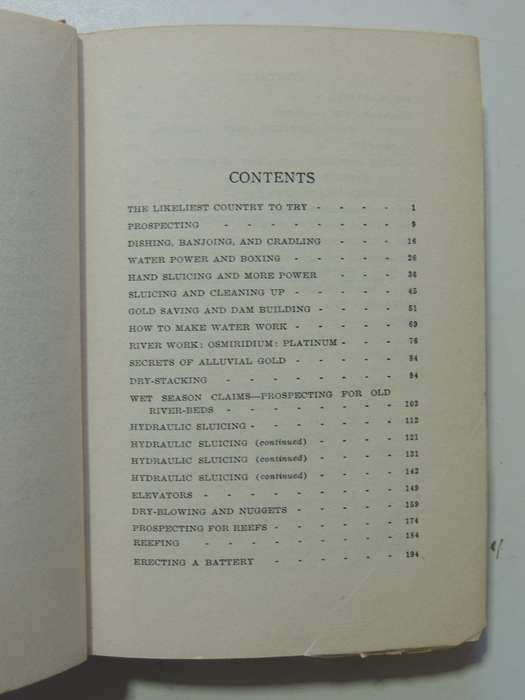 CONTENTS
THE LIKELIEST COUNTRY TO TRY - - - - 1
PROSPECTING - - - - - - - - 9
DISHING, BANJOING, AND CRADLING - - - 16
WATER POWER AND BOXING - - - - - 26
HAND SLUICING AND MORE POWER - - - 36
SLUICING AND CLEANING UP - - - - - 45
GOLD SAVING AND DAM BUILDING - - - - 51
HOW TO MAKE WATER WORK - - - - - 69
RIVER WORK: OSMIRIDIUM: PLATINUM - - - 76
SECRETS OF ALLUVIAL GOLD - - - - - 84
DRY-STACKING - - - - - - - 94
WET SEASON CLAIMS—PROSPECTING FOR OLD
RIVER-BEDS - - - - - - - 102
HYDRAULIC SLUICING - - - - - - 112
HYDRAULIC SLUICING (continued) - - - - 121
HYDRAULIC SLUICING (continued) - - - - 131
HYDRAULIC SLUICING (continued) - - - - 142
ELEVATORS - - - - - - - - 149
DRY-BLOWING AND NUGGETS - - - - - 159
PROSPECTING FOR REEFS - - - - - - 174
REEFING - - - - - - - - 184
ERECTING A BATTERY - - - - - - 194